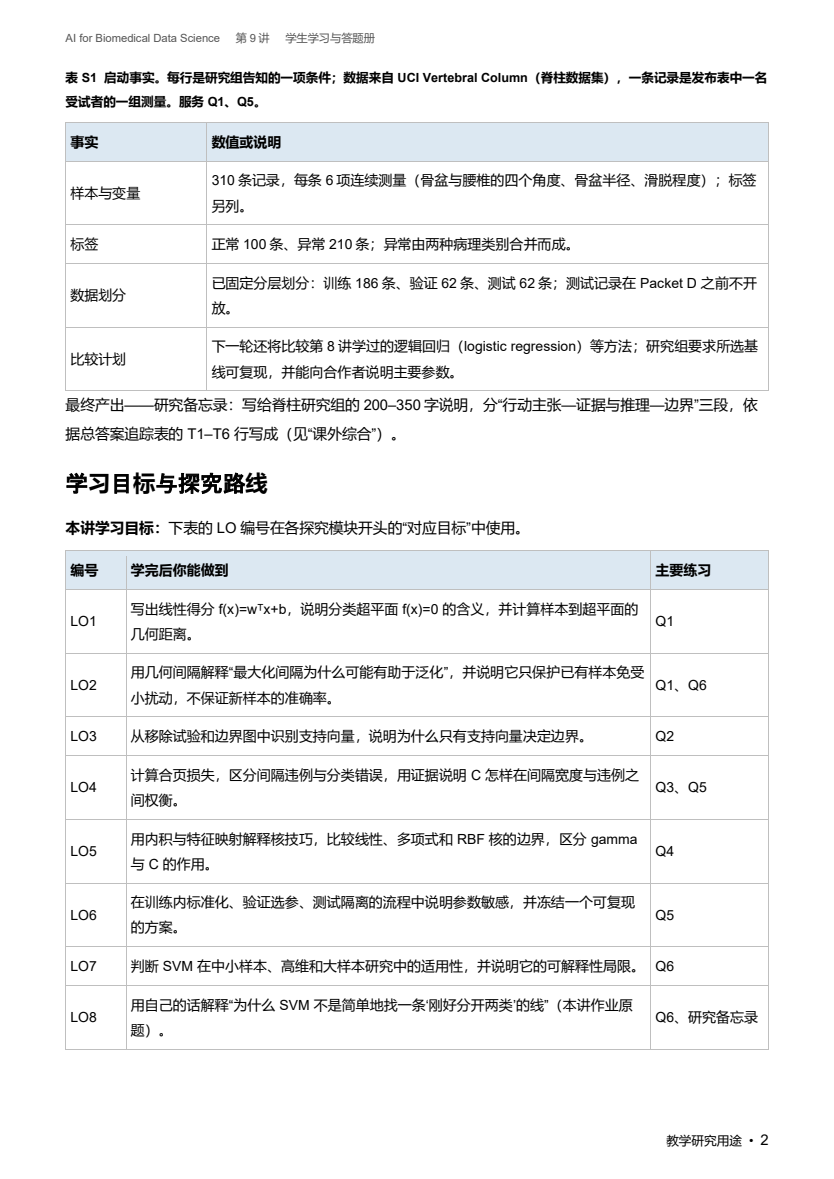 AI for Biomedical Data Science 第 9 讲 学生学习与答题册
表 S1 启动事实。每行是研究组告知的一项条件；数据来自 UCI Vertebral Column（脊柱数据集），一条记录是发布表中一名
受试者的一组测量。服务 Q1、Q5。
事实 数值或说明
样本与变量 310 条记录，每条 6 项连续测量（骨盆与腰椎的四个角度、骨盆半径、滑脱程度）；标签
另列。
标签 正常 100 条、异常 210 条；异常由两种病理类别合并而成。
数据划分 已固定分层划分：训练 186 条、验证 62 条、测试 62 条；测试记录在 Packet D 之前不开
放。
比较计划 下一轮还将比较第 8 讲学过的逻辑回归（logistic regression）等方法；研究组要求所选基
线可复现，并能向合作者说明主要参数。
最终产出——研究备忘录：写给脊柱研究组的 200–350 字说明，分“行动主张—证据与推理—边界”三段，依
据总答案追踪表的 T1–T6 行写成（见“课外综合”）。
学习目标与探究路线
本讲学习目标：下表的 LO 编号在各探究模块开头的“对应目标”中使用。
编号 学完后你能做到 主要练习
LO1 写出线性得分 f(x)=wᵀx+b，说明分类超平面 f(x)=0 的含义，并计算样本到超平面的
几何距离。 Q1
LO2 用几何间隔解释“最大化间隔为什么可能有助于泛化”，并说明它只保护已有样本免受
小扰动，不保证新样本的准确率。 Q1、Q6
LO3 从移除试验和边界图中识别支持向量，说明为什么只有支持向量决定边界。 Q2
LO4 计算合页损失，区分间隔违例与分类错误，用证据说明 C 怎样在间隔宽度与违例之
间权衡。 Q3、Q5
LO5 用内积与特征映射解释核技巧，比较线性、多项式和 RBF 核的边界，区分 gamma
与 C 的作用。 Q4
LO6 在训练内标准化、验证选参、测试隔离的流程中说明参数敏感，并冻结一个可复现
的方案。 Q5
LO7 判断 SVM 在中小样本、高维和大样本研究中的适用性，并说明它的可解释性局限。 Q6
LO8 用自己的话解释“为什么 SVM 不是简单地找一条‘刚好分开两类’的线”（本讲作业原
题）。 Q6、研究备忘录
教学研究用途 • 2